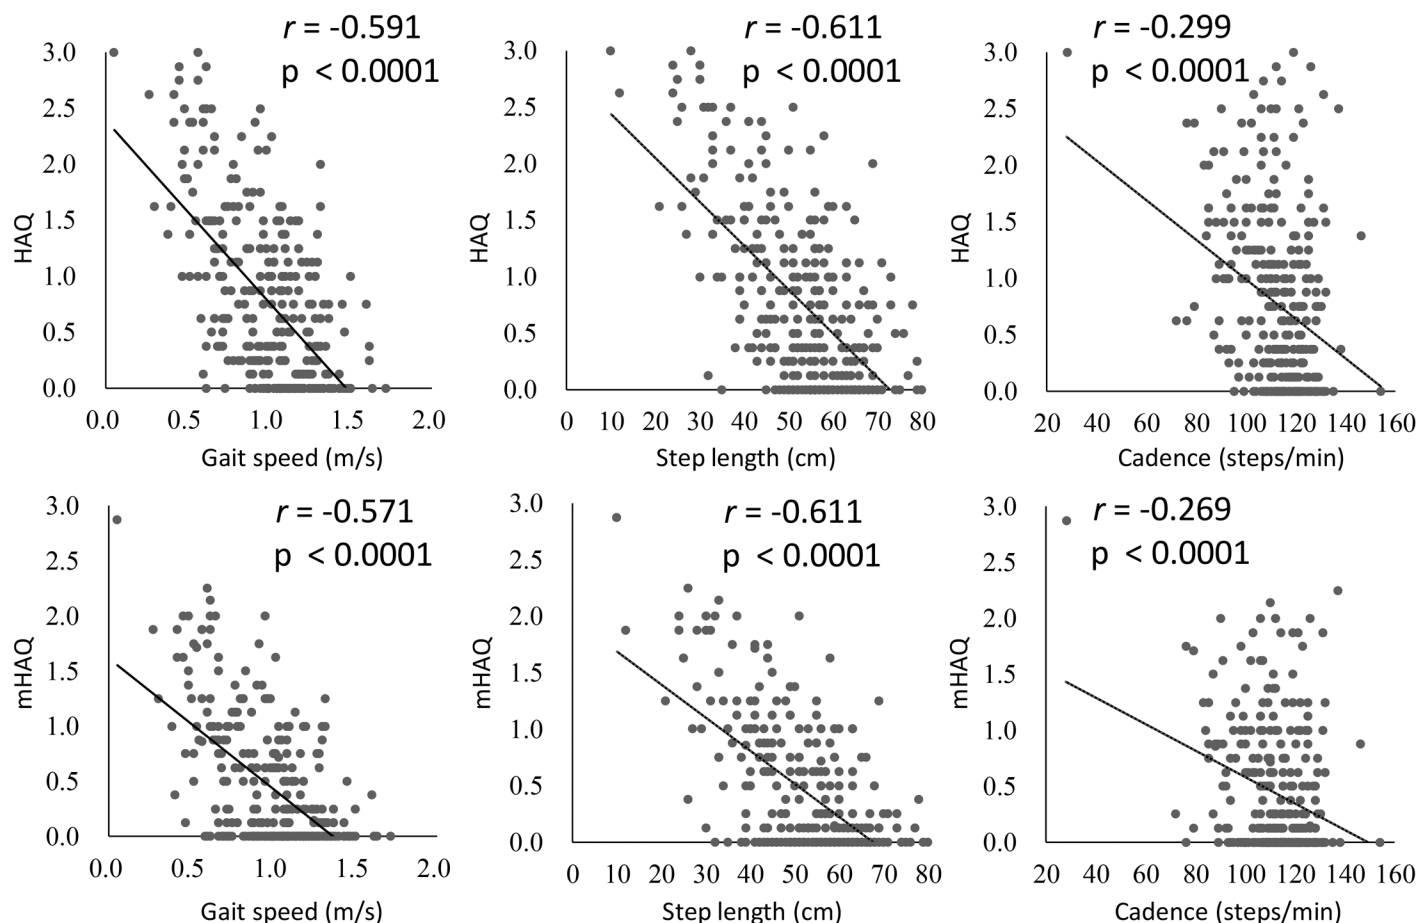 r = -0.591
p < 0.0001
3.0
2.5
2.0
1.5
1.0
0.5
0.0
HAQ
0.0 0.5 1.0 1.5 2.0
Gait speed (m/s)
r = -0.611
p < 0.0001
3.0
2.5
2.0
1.5
1.0
0.5
0.0
HAQ
0 10 20 30 40 50 60 70 80
Step length (cm)
r = -0.299
p < 0.0001
3.0
2.5
2.0
1.5
1.0
0.5
0.0
HAQ
20 40 60 80 100 120 140 160
Cadence (steps/min)
r = -0.571
p < 0.0001
3.0
2.5
2.0
1.5
1.0
0.5
0.0
mHAQ
0.0 0.5 1.0 1.5 2.0
Gait speed (m/s)
r = -0.611
p < 0.0001
3.0
2.5
2.0
1.5
1.0
0.5
0.0
mHAQ
0 10 20 30 40 50 60 70 80
Step length (cm)
r = -0.269
p < 0.0001
3.0
2.5
2.0
1.5
1.0
0.5
0.0
mHAQ
20 40 60 80 100 120 140 160
Cadence (steps/min)